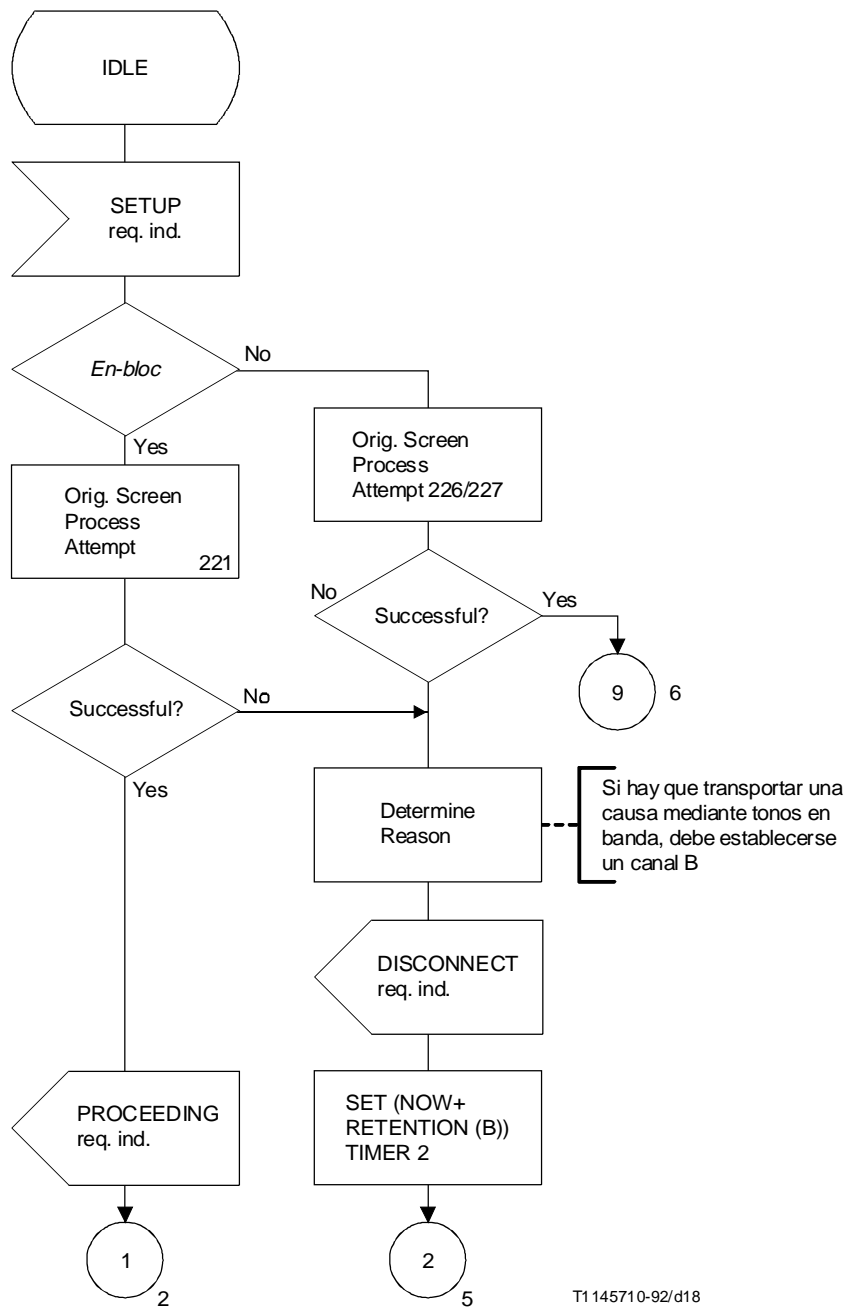 IDLE
SETUP
req. ind.
En-bloc
No
Yes
Orig. Screen
Process
Attempt 226/227
Orig. Screen
Process
Attempt
221
No
Successful?
Yes
9
6
Successful?
No
Yes
Determine
Reason
Si hay que transportar una
causa mediante tonos en
banda, debe establecerse
un canal B
DISCONNECT
req. ind.
PROCEEDING
req. ind.
SET (NOW+
RETENTION (B))
TIMER 2
1
2
2
5
T1145710-92/d18